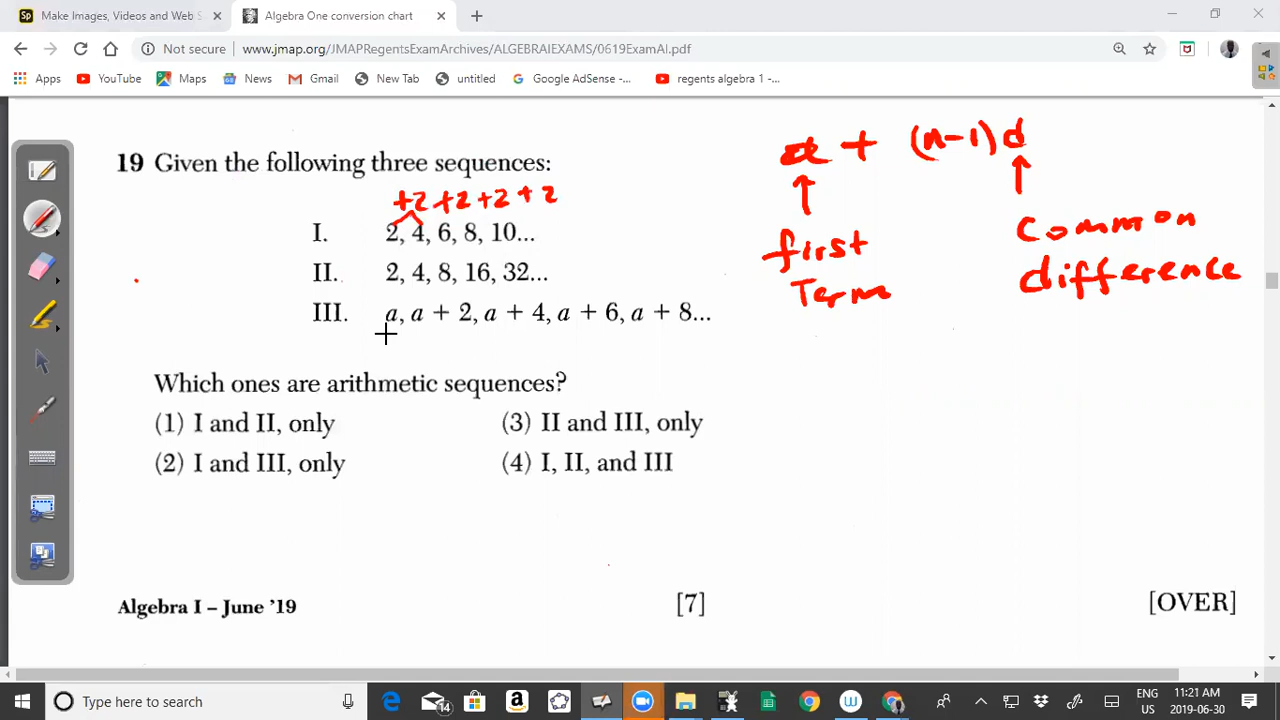 Make Images, Videos and Web S
Algebra One conversion chart
Not secure
www.jmap.org/JMAPRegentsExamArchives/ALGEBRAIEXAMS/0619ExamAI.pdf
Apps YouTube Maps News Gmail New Tab untitled Google AdSense -... regents algebra 1 -...
a + (n-1)d
19 Given the following three sequences:
+2 +2 +2 +2
I. 2, 4, 6, 8, 10...
first Term
Common difference
II. 2, 4, 8, 16, 32...
III. a, a + 2, a + 4, a + 6, a + 8...
Which ones are arithmetic sequences?
(1) I and II, only (3) II and III, only
(2) I and III, only (4) I, II, and III
Algebra I – June ’19 [7] [OVER]
Type here to search
14
ENG
US
11:21 AM
2019-06-30